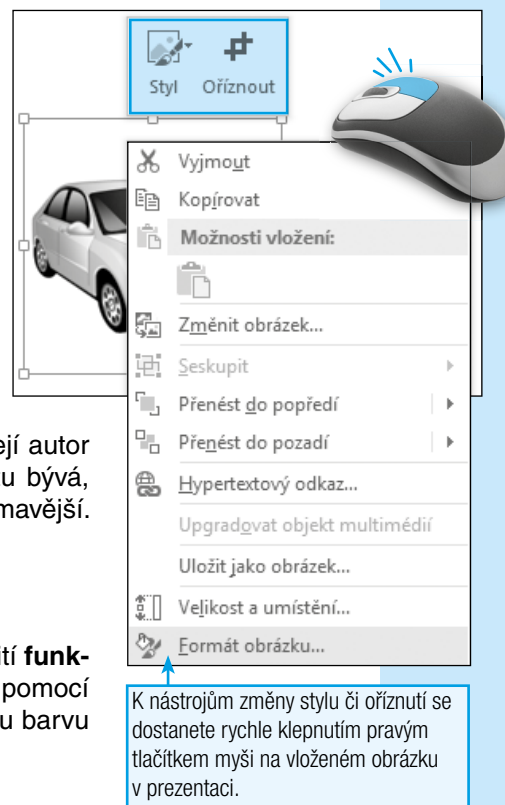 Styl Oříznout
Vyjmout
Kopírovat
Možnosti vložení:
Změnit obrázek...
Seskupit
Přenést do popředí
Přenést do pozadí
Hypertextový odkaz...
Upgradovat objekt multimédií
Uložit jako obrázek...
Velikost a umístění...
Formát obrázku...
ejí autor
u bývá,
mavější.
ití funk-
pomocí
u barvu
K nástrojům změny stylu či oříznutí se
dostanete rychle klepnutím pravým
tlačítkem myši na vloženém obrázku
v prezentaci.